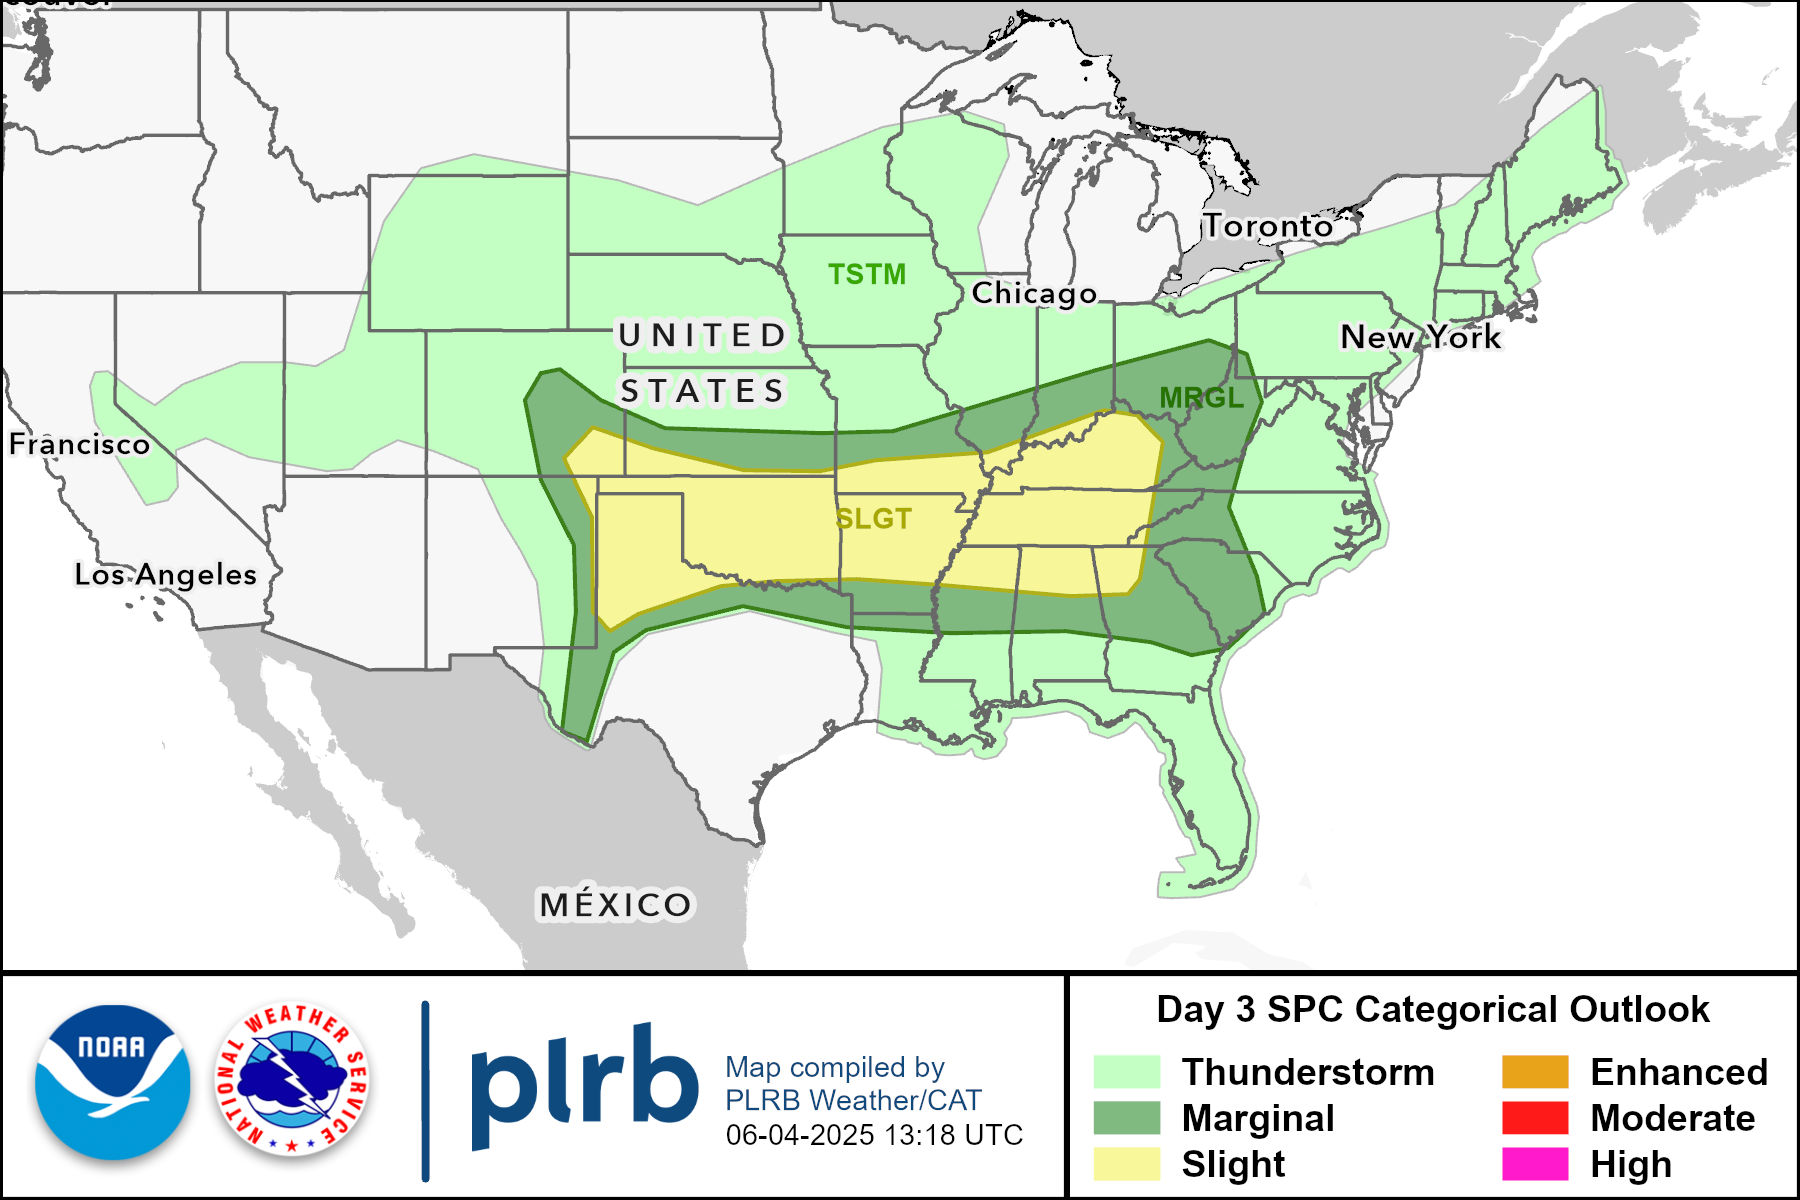 Toronto
TSTM
Chicago
UNITED
STATES
New York
MRGL
Francisco
SLGT
Los Angeles
MÉXICO
NOAA
NATIONAL WEATHER SERVICE
plrb
Map compiled by
PLRB Weather/CAT
06-04-2025 13:18 UTC
Day 3 SPC Categorical Outlook
Thunderstorm
Marginal
Slight
Enhanced
Moderate
High